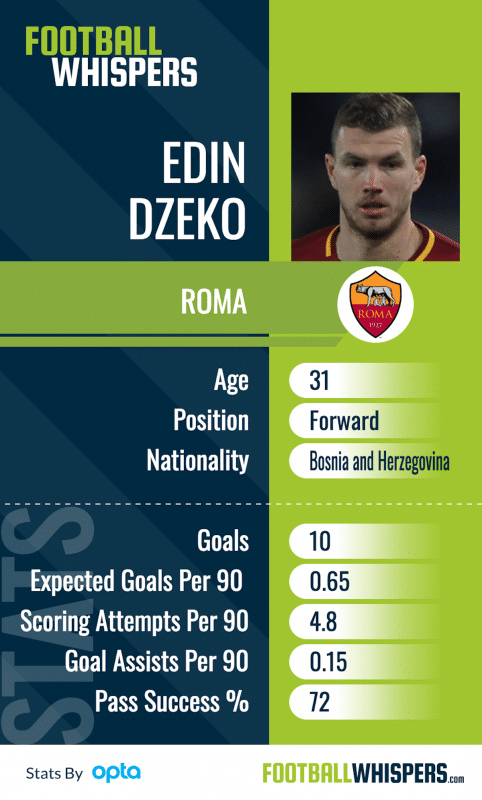 FOOTBALL
WHISPERS
EDIN
DZEKO
ROMA
ROMA
1927
Age 31
Position Forward
Nationality Bosnia and Herzegovina
STATS
Goals 10
Expected Goals Per 90 0.65
Scoring Attempts Per 90 4.8
Goal Assists Per 90 0.15
Pass Success % 72
Stats By opta FOOTBALLWHISPERS.com